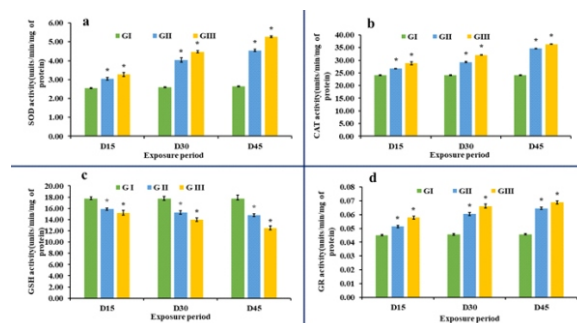 a
GI GII GIII
SOD activity(units/min/mg of protein)
6.00
5.00
4.00
3.00
2.00
1.00
0.00
* * * * * *
D15 D30 D45
Exposure period
b
GI GII GIII
CAT activity(units/min/mg of protein)
40.00
35.00
30.00
25.00
20.00
15.00
10.00
5.00
0.00
* * * * * *
D15 D30 D45
Exposure period
c
G I G II G III
GSH activity(units/min/mg of protein)
20.00
18.00
16.00
14.00
12.00
10.00
8.00
6.00
4.00
2.00
0.00
* * * * * *
D15 D30 D45
Exposure period
d
GI GII GIII
GR activity(units/min/mg of protein)
0.08
0.07
0.06
0.05
0.04
0.03
0.02
0.01
0.00
* * * * * *
D15 D30 D45
Exposure period